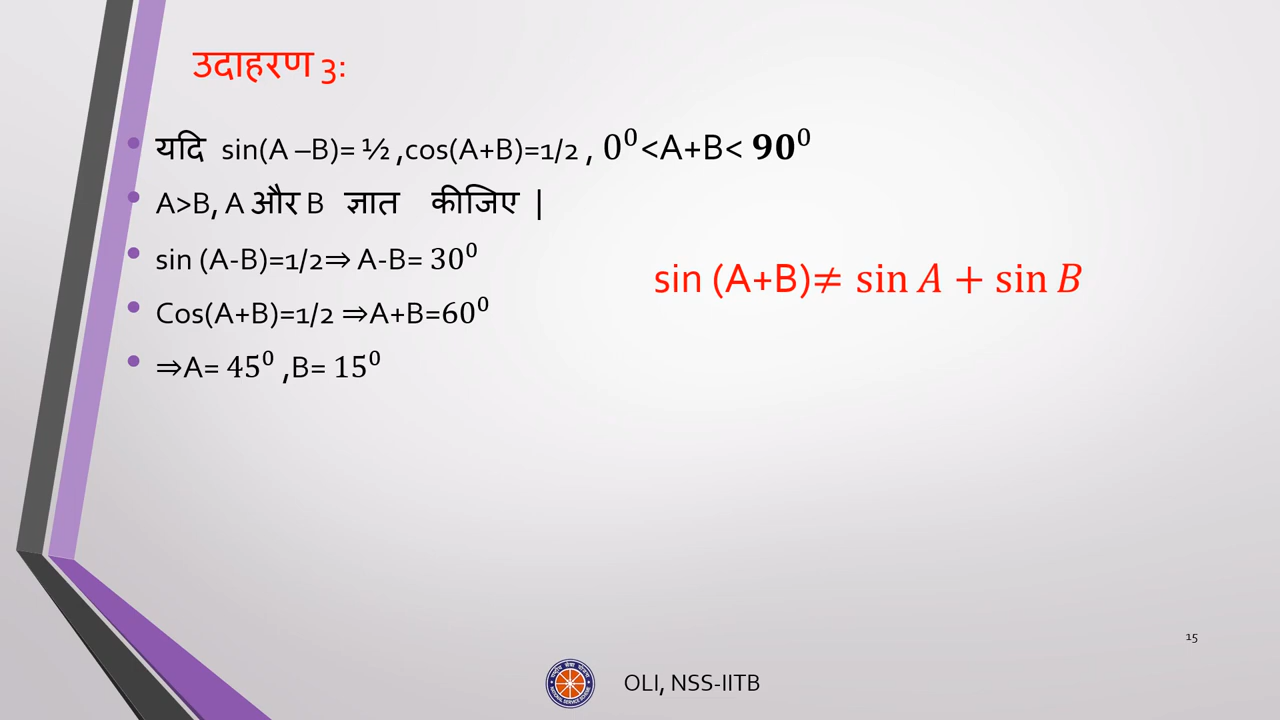 उदाहरण 3:
यदि sin(A –B)= ½ ,cos(A+B)=1/2 , 0⁰<A+B< 90⁰
A>B, A और B ज्ञात कीजिए |
sin (A-B)=1/2⇒ A-B= 30⁰
sin (A+B)≠ sin A + sin B
Cos(A+B)=1/2 ⇒A+B=60⁰
⇒A= 45⁰ ,B= 15⁰
15
OLI, NSS-IITB